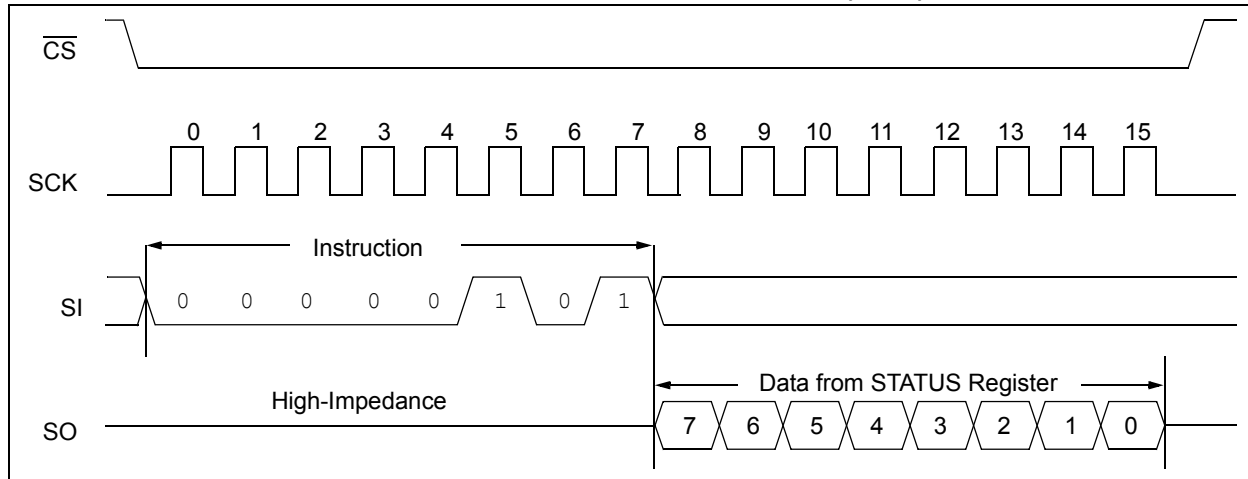 CS
0 1 2 3 4 5 6 7 8 9 10 11 12 13 14 15
SCK
Instruction
SI 0 0 0 0 0 1 0 1
Data from STATUS Register
High-Impedance
SO 7 6 5 4 3 2 1 0